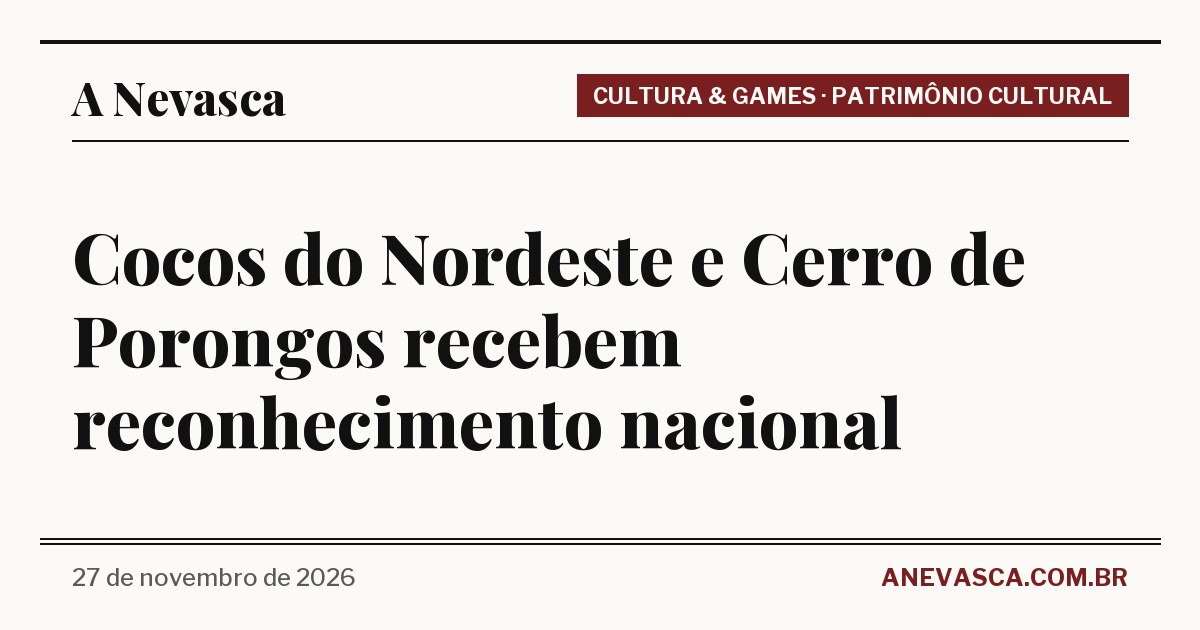 A Nevasca
CULTURA & GAMES · PATRIMÔNIO CULTURAL
Cocos do Nordeste e Cerro de
Porongos recebem
reconhecimento nacional
27 de novembro de 2026
ANEVASCA.COM.BR